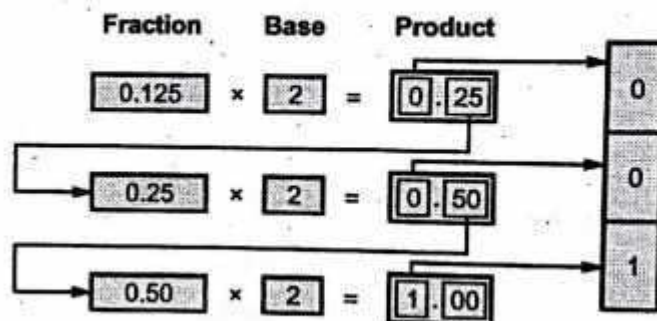 Fraction Base Product
0.125 × 2 = 0 . 25 0
0.25 × 2 = 0 . 50 0
0.50 × 2 = 1 . 00 1